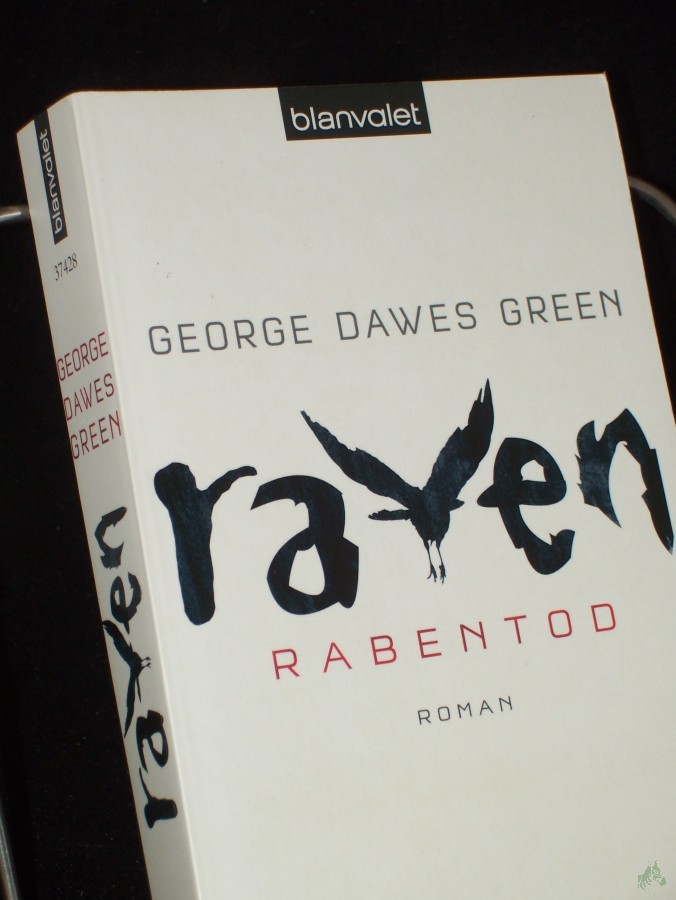 blanvalet
GEORGE DAWES GREEN
raven
RABENTOD
ROMAN
blanvalet
37428
GEORGE
DAWES
GREEN
raven